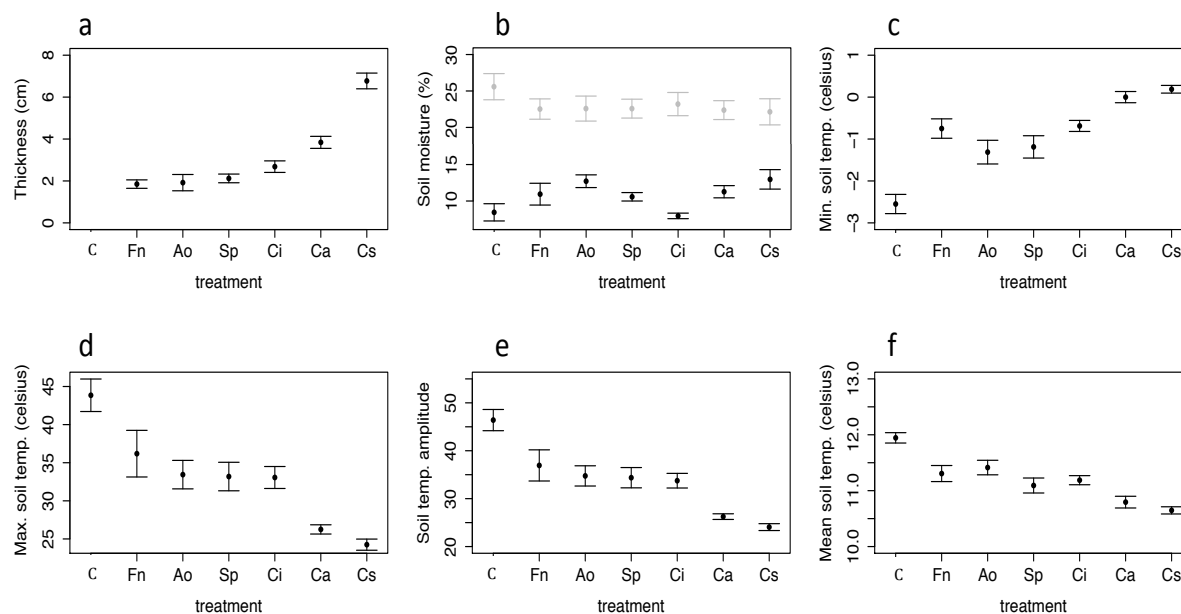 a
Thickness (cm)
8
6
4
2
0
C Fn Ao Sp Ci Ca Cs
treatment
b
Soil moisture (%)
30
25
20
15
10
C Fn Ao Sp Ci Ca Cs
treatment
c
Min. soil temp. (celsius)
1
0
-1
-2
-3
C Fn Ao Sp Ci Ca Cs
treatment
d
Max. soil temp. (celsius)
45
40
35
30
25
C Fn Ao Sp Ci Ca Cs
treatment
e
Soil temp. amplitude
50
40
30
20
C Fn Ao Sp Ci Ca Cs
treatment
f
Mean soil temp. (celsius)
13.0
12.0
11.0
10.0
C Fn Ao Sp Ci Ca Cs
treatment